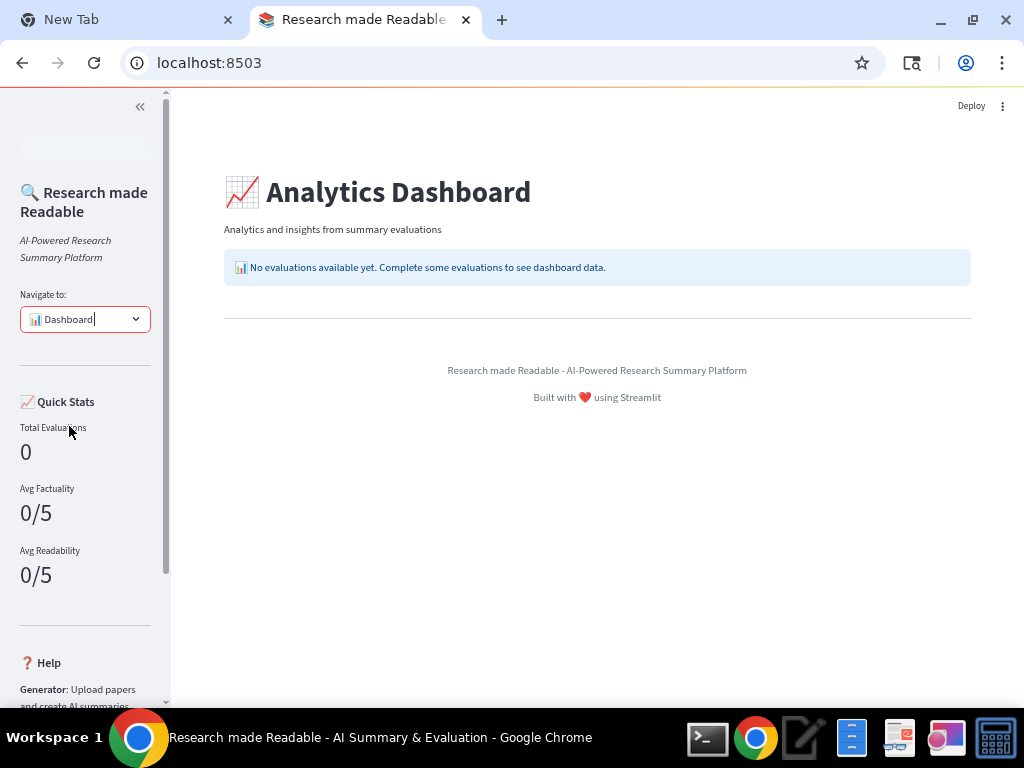 New Tab
Research made Readable
localhost:8503
Deploy
🔍 Research made
Readable
AI-Powered Research
Summary Platform
Navigate to:
📊 Dashboard
📈 Quick Stats
Total Evaluations
0
Avg Factuality
0/5
Avg Readability
0/5
❓ Help
Generator: Upload papers
and create AI summaries
📈 Analytics Dashboard
Analytics and insights from summary evaluations
📊 No evaluations available yet. Complete some evaluations to see dashboard data.
Research made Readable - AI-Powered Research Summary Platform
Built with ❤️ using Streamlit
Workspace 1
Research made Readable - AI Summary & Evaluation - Google Chrome